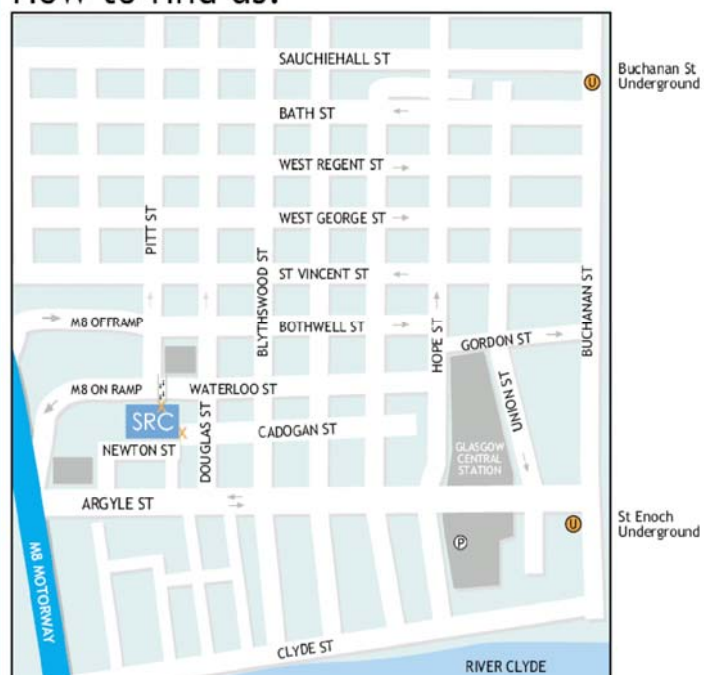 How to find us:
SAUCHIEHALL ST
Buchanan St
Underground
U
BATH ST
WEST REGENT ST
WEST GEORGE ST
PITT ST
ST VINCENT ST
BLYTHSWOOD ST
BUCHANAN ST
M8 OFFRAMP
BOTHWELL ST
HOPE ST
GORDON ST
M8 ON RAMP
WATERLOO ST
UNION ST
SRC
DOUGLAS ST
CADOGAN ST
NEWTON ST
GLASGOW
CENTRAL
STATION
ARGYLE ST
U
St Enoch
Underground
P
M8 MOTORWAY
CLYDE ST
RIVER CLYDE